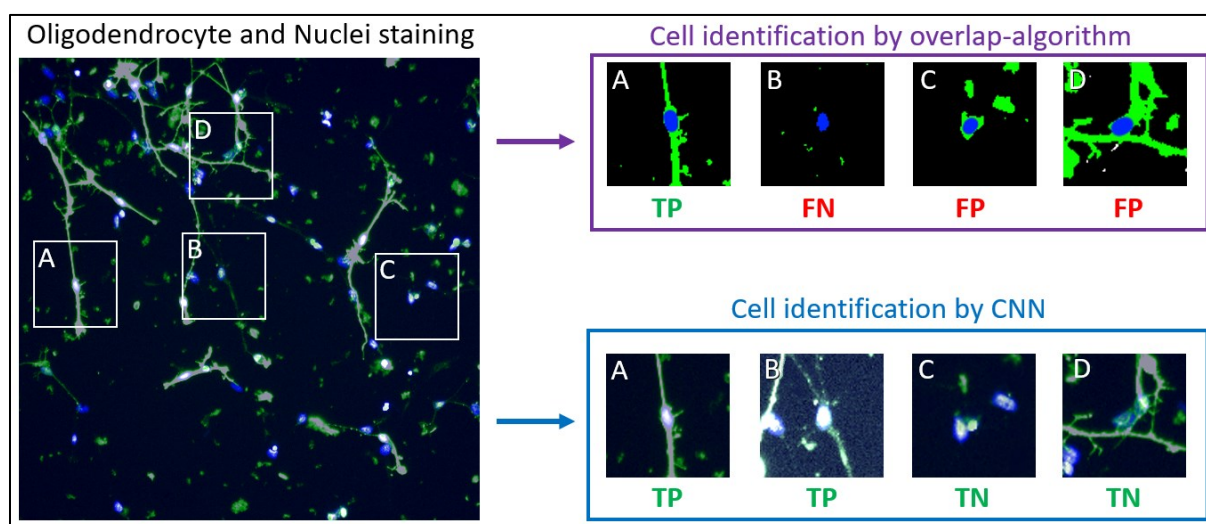 Oligodendrocyte and Nuclei staining
A
B
C
D
Cell identification by overlap-algorithm
A B C D
TP FN FP FP
Cell identification by CNN
A B C D
TP TP TN TN